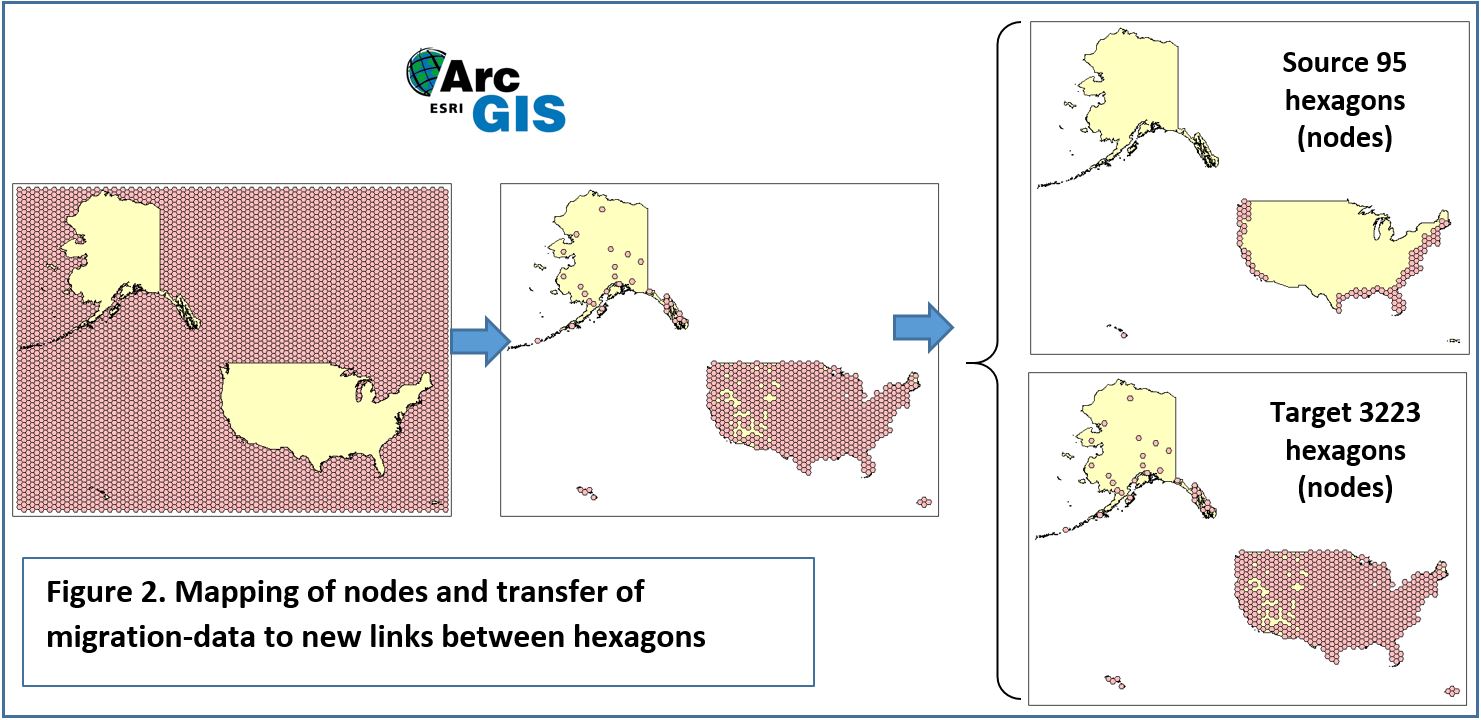 Arc
ESRI GIS
Source 95
hexagons
(nodes)
Target 3223
hexagons
(nodes)
Figure 2. Mapping of nodes and transfer of
migration-data to new links between hexagons